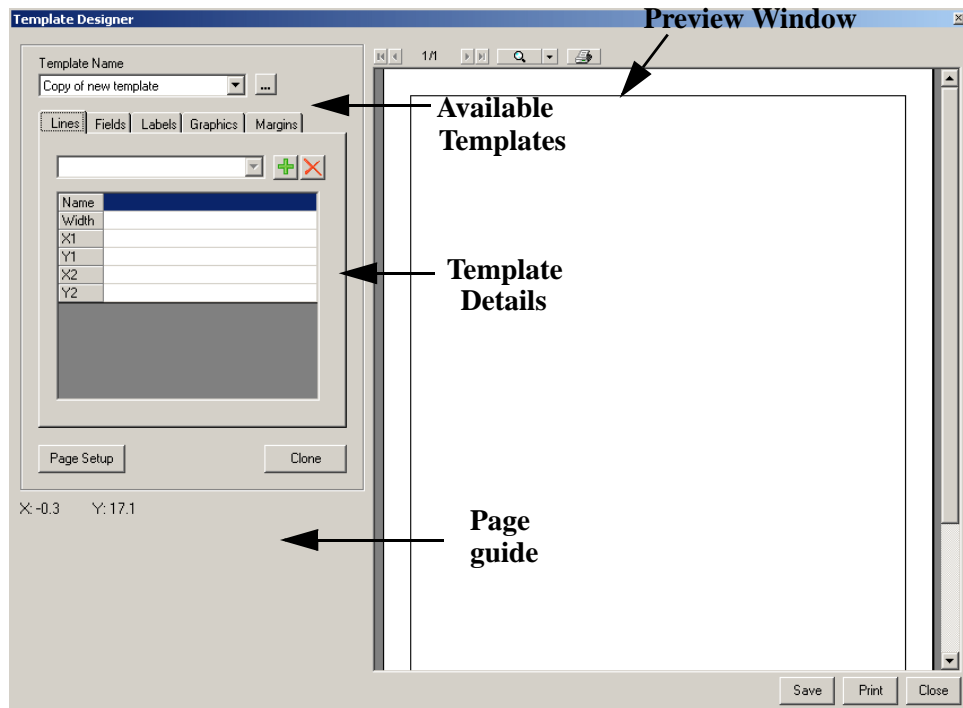 Template Designer
Preview Window
Template Name
1/1
Copy of new template
...
Available
Templates
Lines Fields Labels Graphics Margins
Name
Width
X1
Y1
X2
Y2
Template
Details
Page Setup Clone
X: -0.3 Y: 17.1
Page
guide
Save Print Close